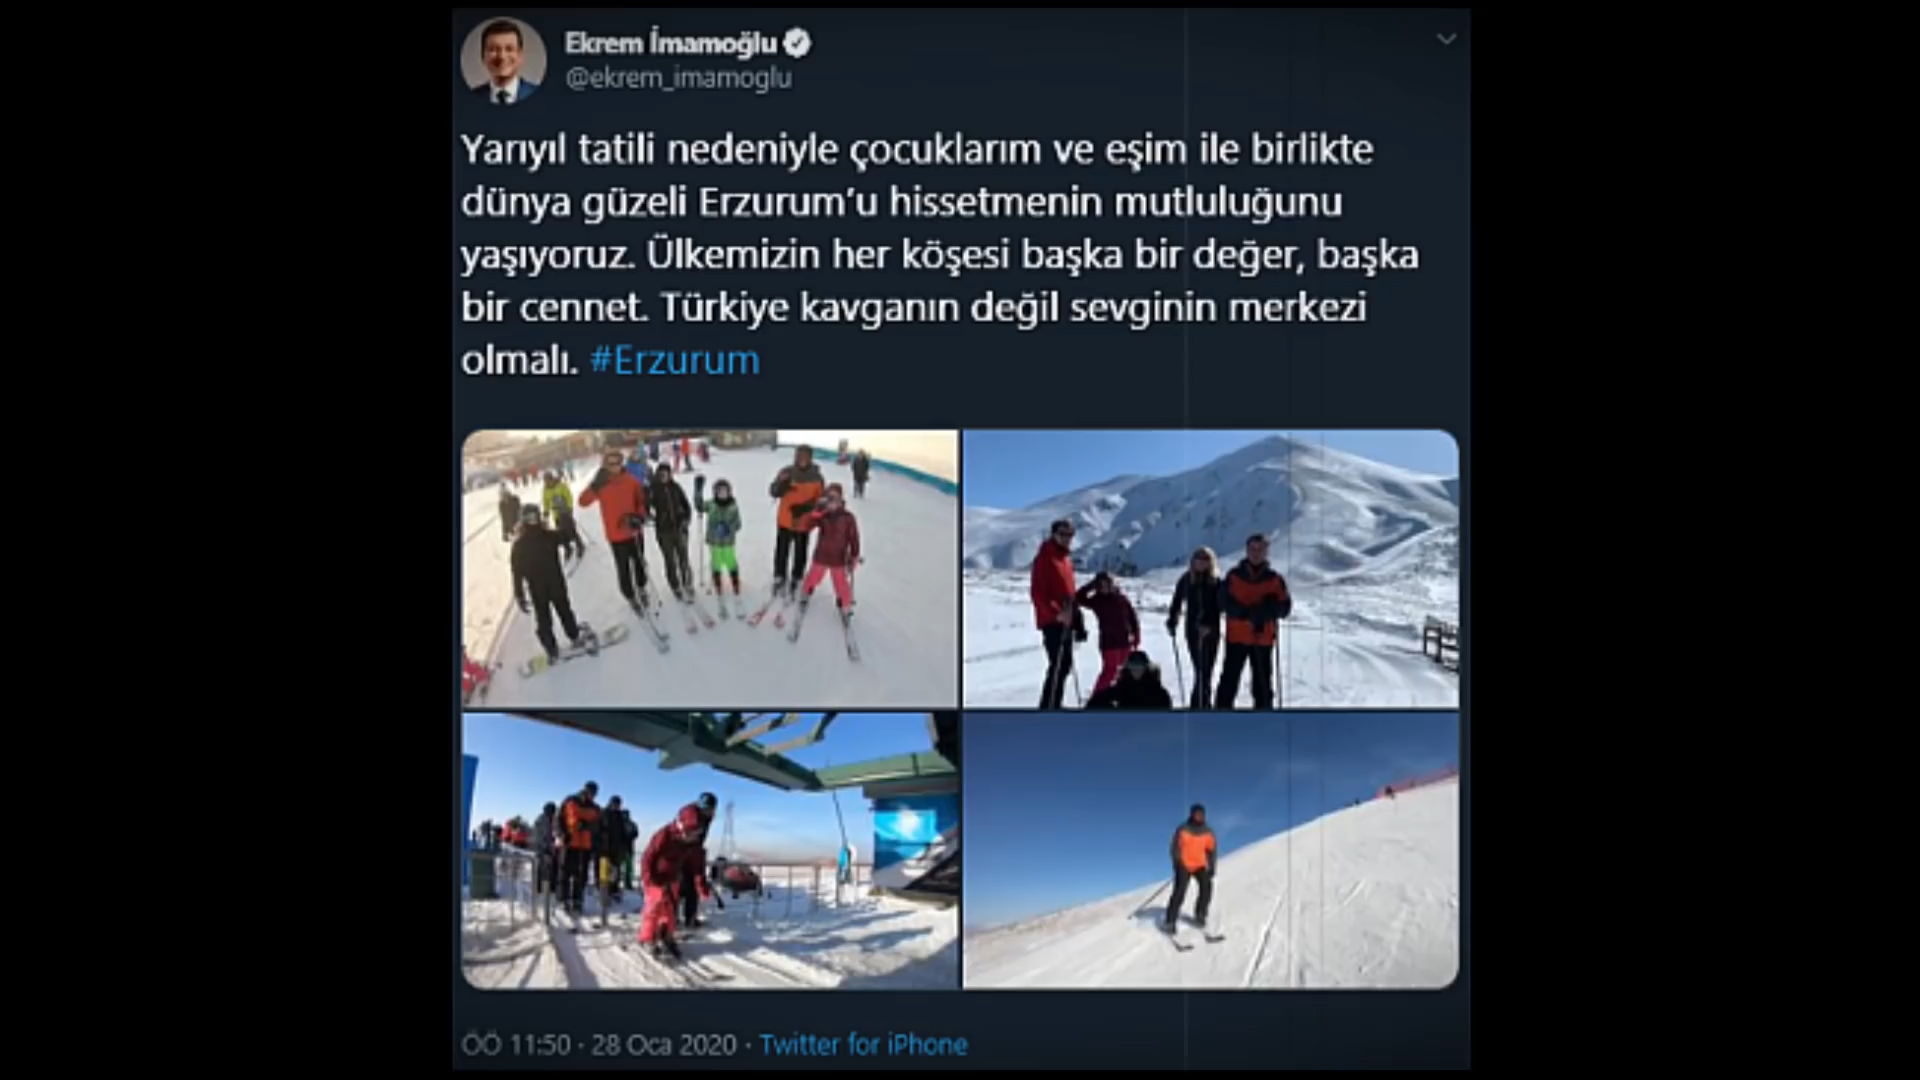 Ekrem İmamoğlu
@ekrem_imamoglu
Yarıyıl tatili nedeniyle çocuklarım ve eşim ile birlikte
dünya güzeli Erzurum’u hissetmenin mutluluğunu
yaşıyoruz. Ülkemizin her köşesi başka bir değer, başka
bir cennet. Türkiye kavganın değil sevginin merkezi
olmalı. #Erzurum
ÖÖ 11:50 · 28 Oca 2020 · Twitter for iPhone